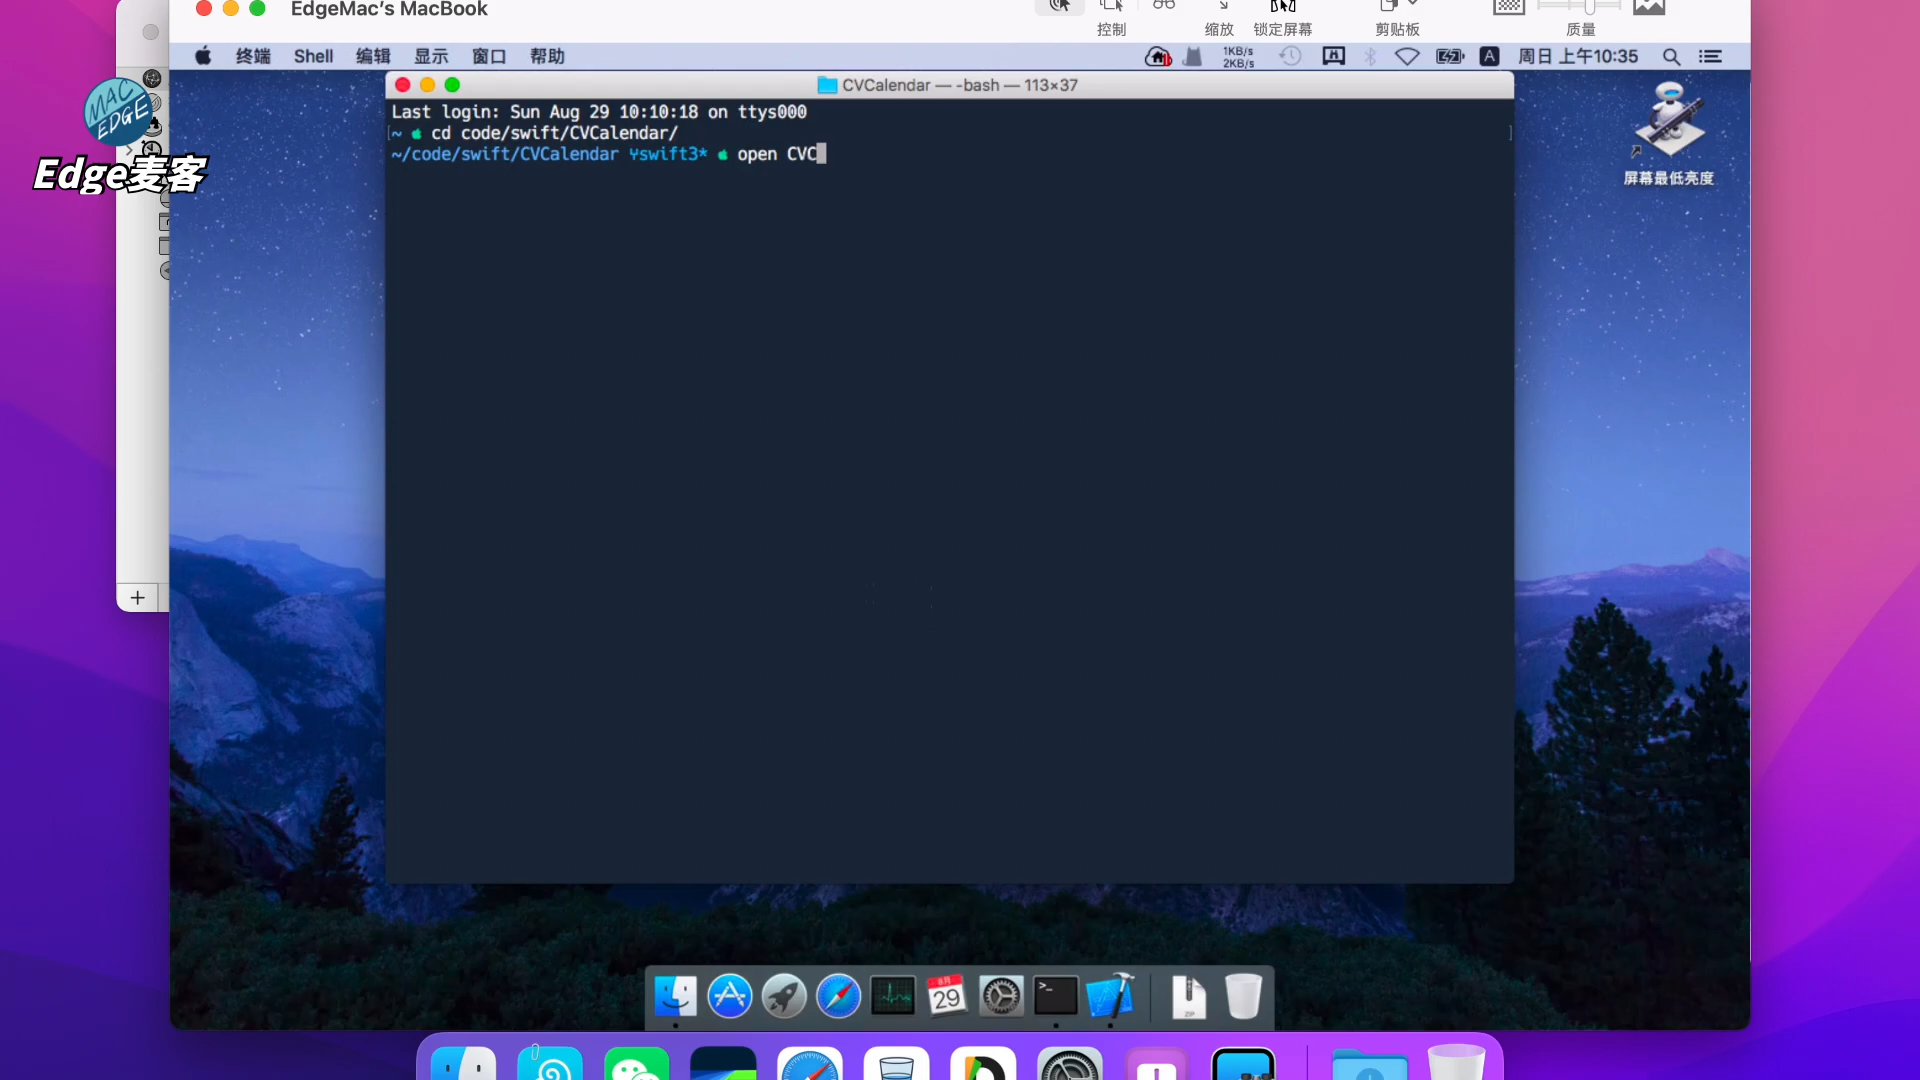 EdgeMac's MacBook
控制
缩放
锁定屏幕
剪贴板
质量
终端 Shell 编辑 显示 窗口 帮助
1KB/s
2KB/s
A
周日 上午10:35
CVCalendar — -bash — 113×37
Last login: Sun Aug 29 10:10:18 on ttys000
~ cd code/swift/CVCalendar/
~/code/swift/CVCalendar swift3* open CVC
屏幕最低亮度
MAC
EDGE
Edge麦客
8月
29
>_
ZIP